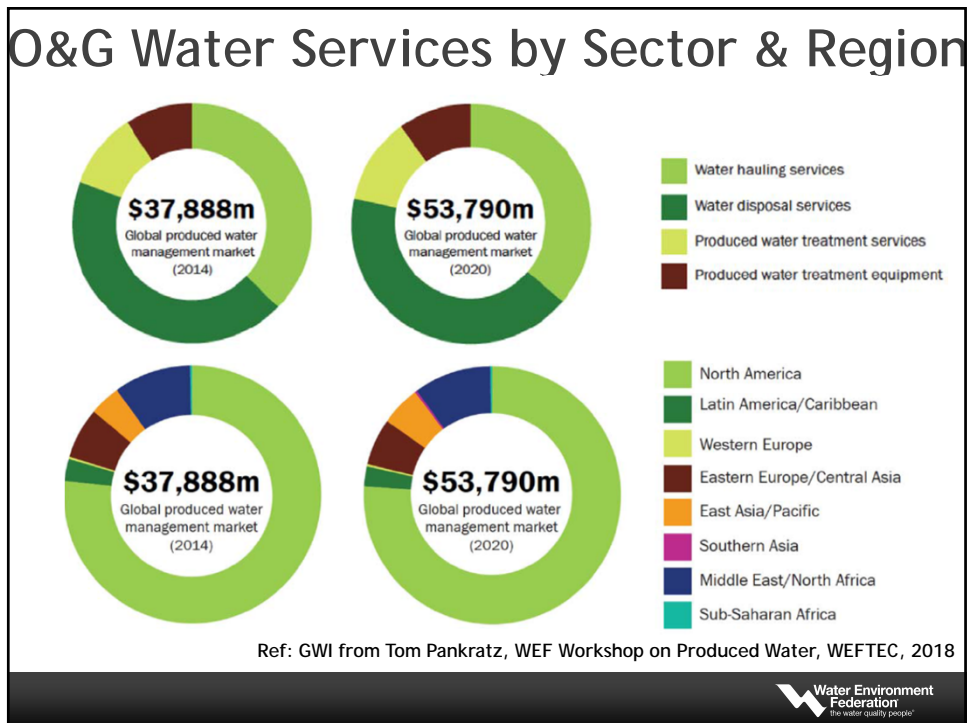 O&G Water Services by Sector & Region
$37,888m
Global produced water
management market
(2014)
$53,790m
Global produced water
management market
(2020)
Water hauling services
Water disposal services
Produced water treatment services
Produced water treatment equipment
$37,888m
Global produced water
management market
(2014)
$53,790m
Global produced water
management market
(2020)
North America
Latin America/Caribbean
Western Europe
Eastern Europe/Central Asia
East Asia/Pacific
Southern Asia
Middle East/North Africa
Sub-Saharan Africa
Ref: GWI from Tom Pankratz, WEF Workshop on Produced Water, WEFTEC, 2018
Water Environment
Federation
the water quality people®